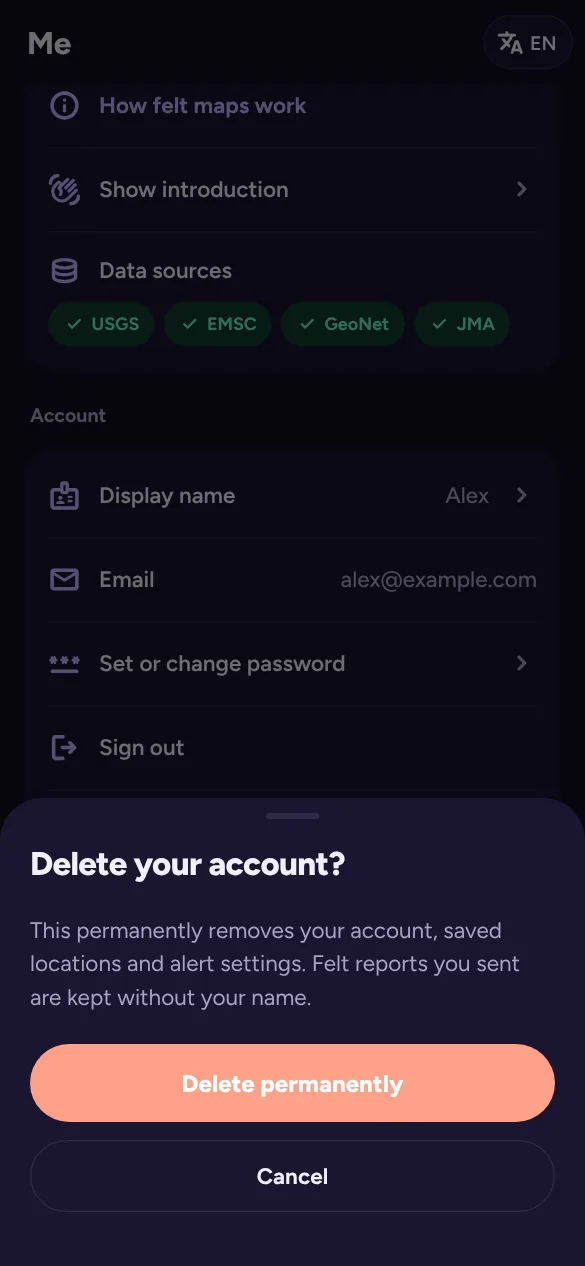 Me
EN
How felt maps work
Show introduction
Data sources
USGS
EMSC
GeoNet
JMA
Account
Display name
Alex
Email
alex@example.com
Set or change password
Sign out
Delete your account?
This permanently removes your account, saved
locations and alert settings. Felt reports you sent
are kept without your name.
Delete permanently
Cancel